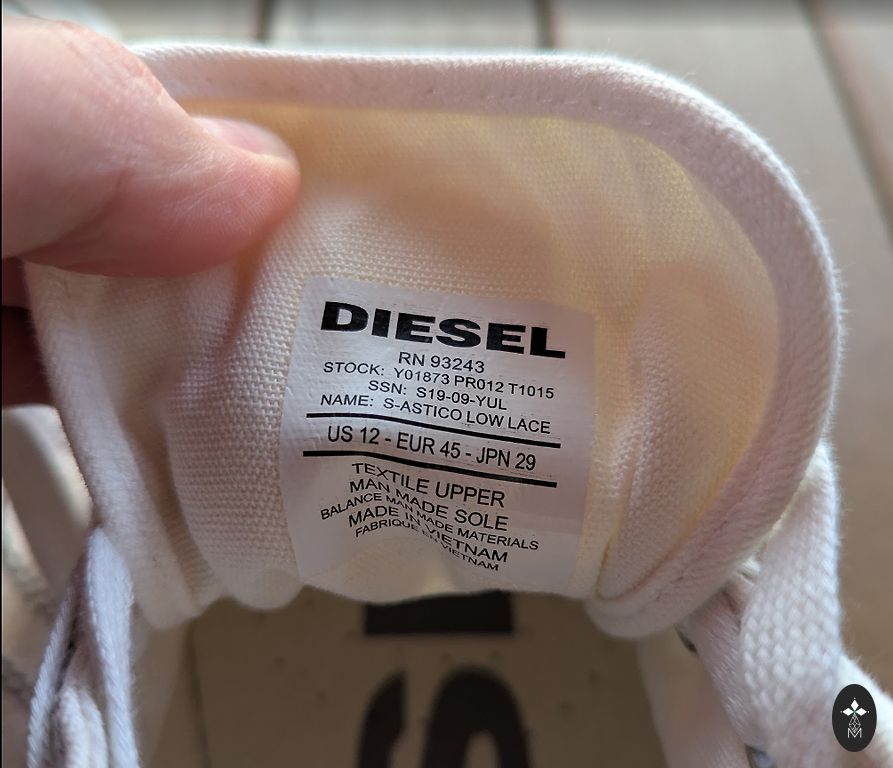 DIESEL
RN 93243
STOCK: Y01873 PR012 T1015
SSN: S19-09-YUL
NAME: S-ASTICO LOW LACE
US 12 - EUR 45 - JPN 29
TEXTILE UPPER
MAN MADE SOLE
BALANCE MAN MADE MATERIALS
MADE IN VIETNAM
FABRIQUE EN VIETNAM